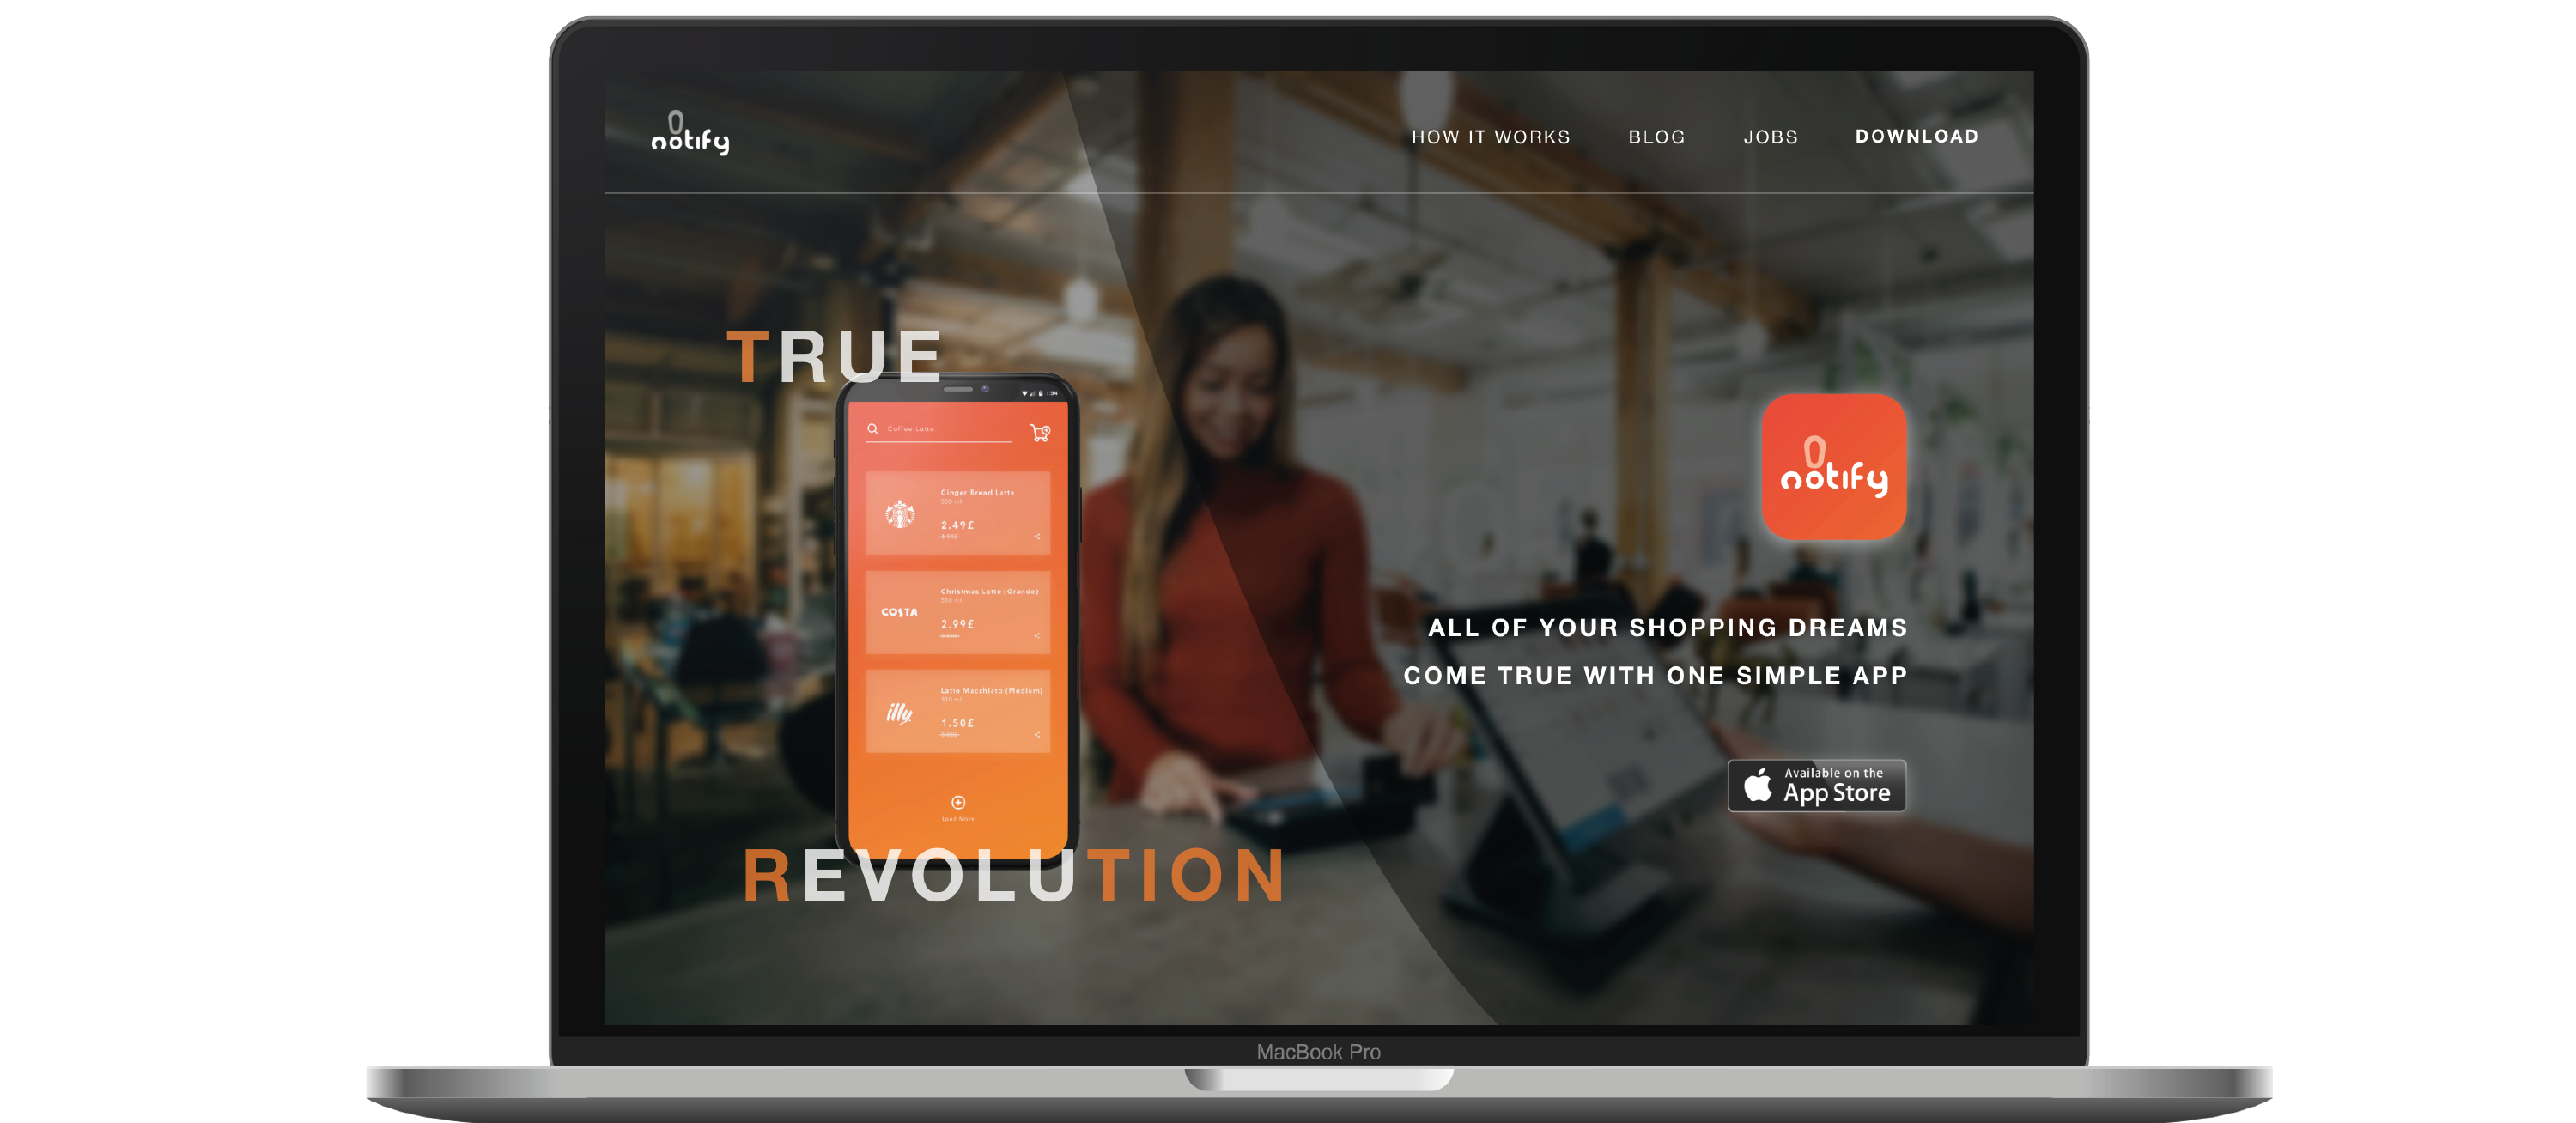 notify
HOW IT WORKS BLOG JOBS DOWNLOAD
TRUE
1:54
Coffee Latte
Ginger Bread Latte
2.49£
COSTA
Christmas Latte (Grande)
2.99£
illy
Latte Macchiato (Medium)
1.50£
Load More
REVOLUTION
notify
ALL OF YOUR SHOPPING DREAMS
COME TRUE WITH ONE SIMPLE APP
Available on the
App Store
MacBook Pro